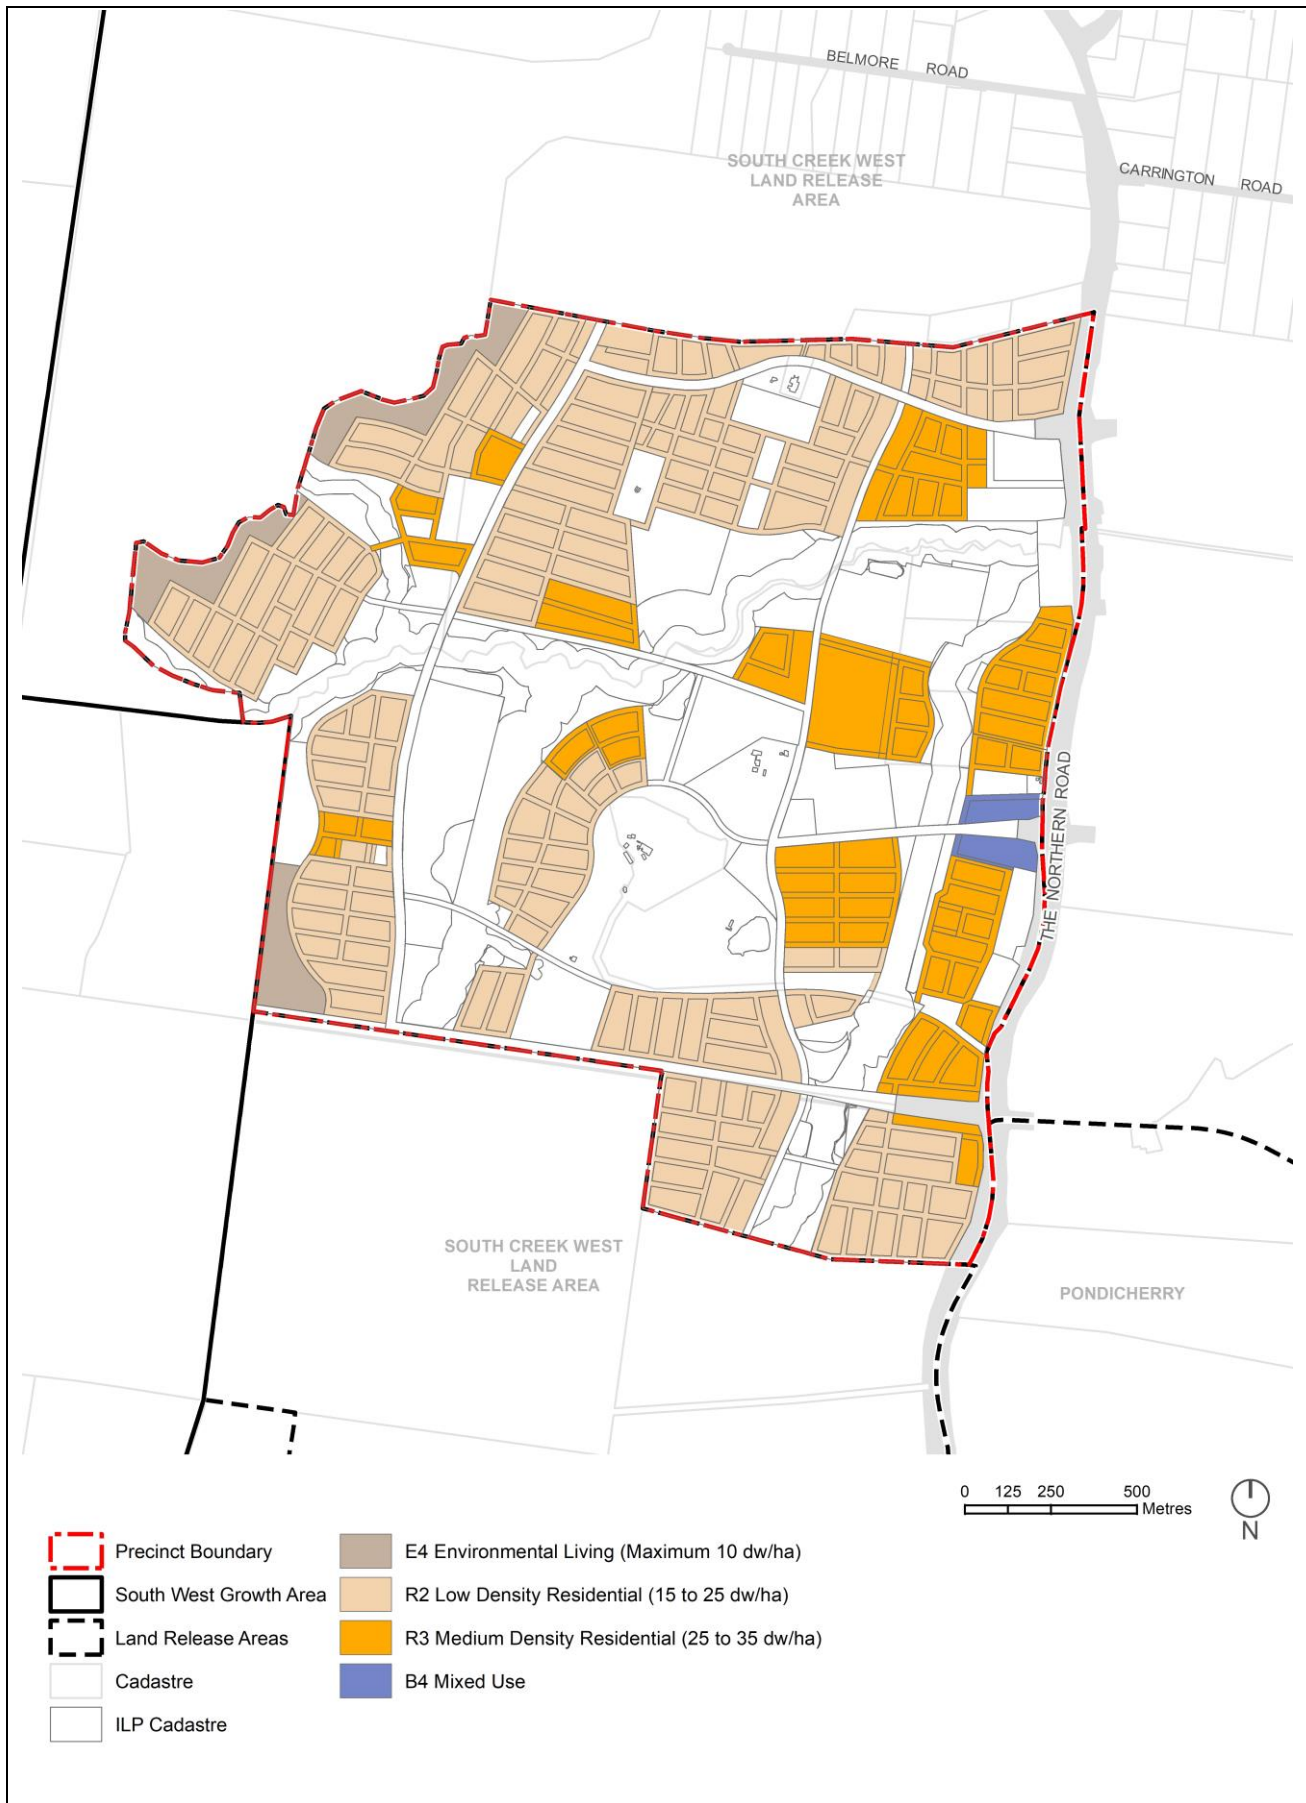 BELMORE ROAD
SOUTH CREEK WEST
LAND RELEASE
AREA
CARRINGTON ROAD
THE NORTHERN ROAD
SOUTH CREEK WEST
LAND
RELEASE AREA
PONDICHERRY
0 125 250 500
Metres
N
Precinct Boundary
South West Growth Area
Land Release Areas
Cadastre
ILP Cadastre
E4 Environmental Living (Maximum 10 dw/ha)
R2 Low Density Residential (15 to 25 dw/ha)
R3 Medium Density Residential (25 to 35 dw/ha)
B4 Mixed Use